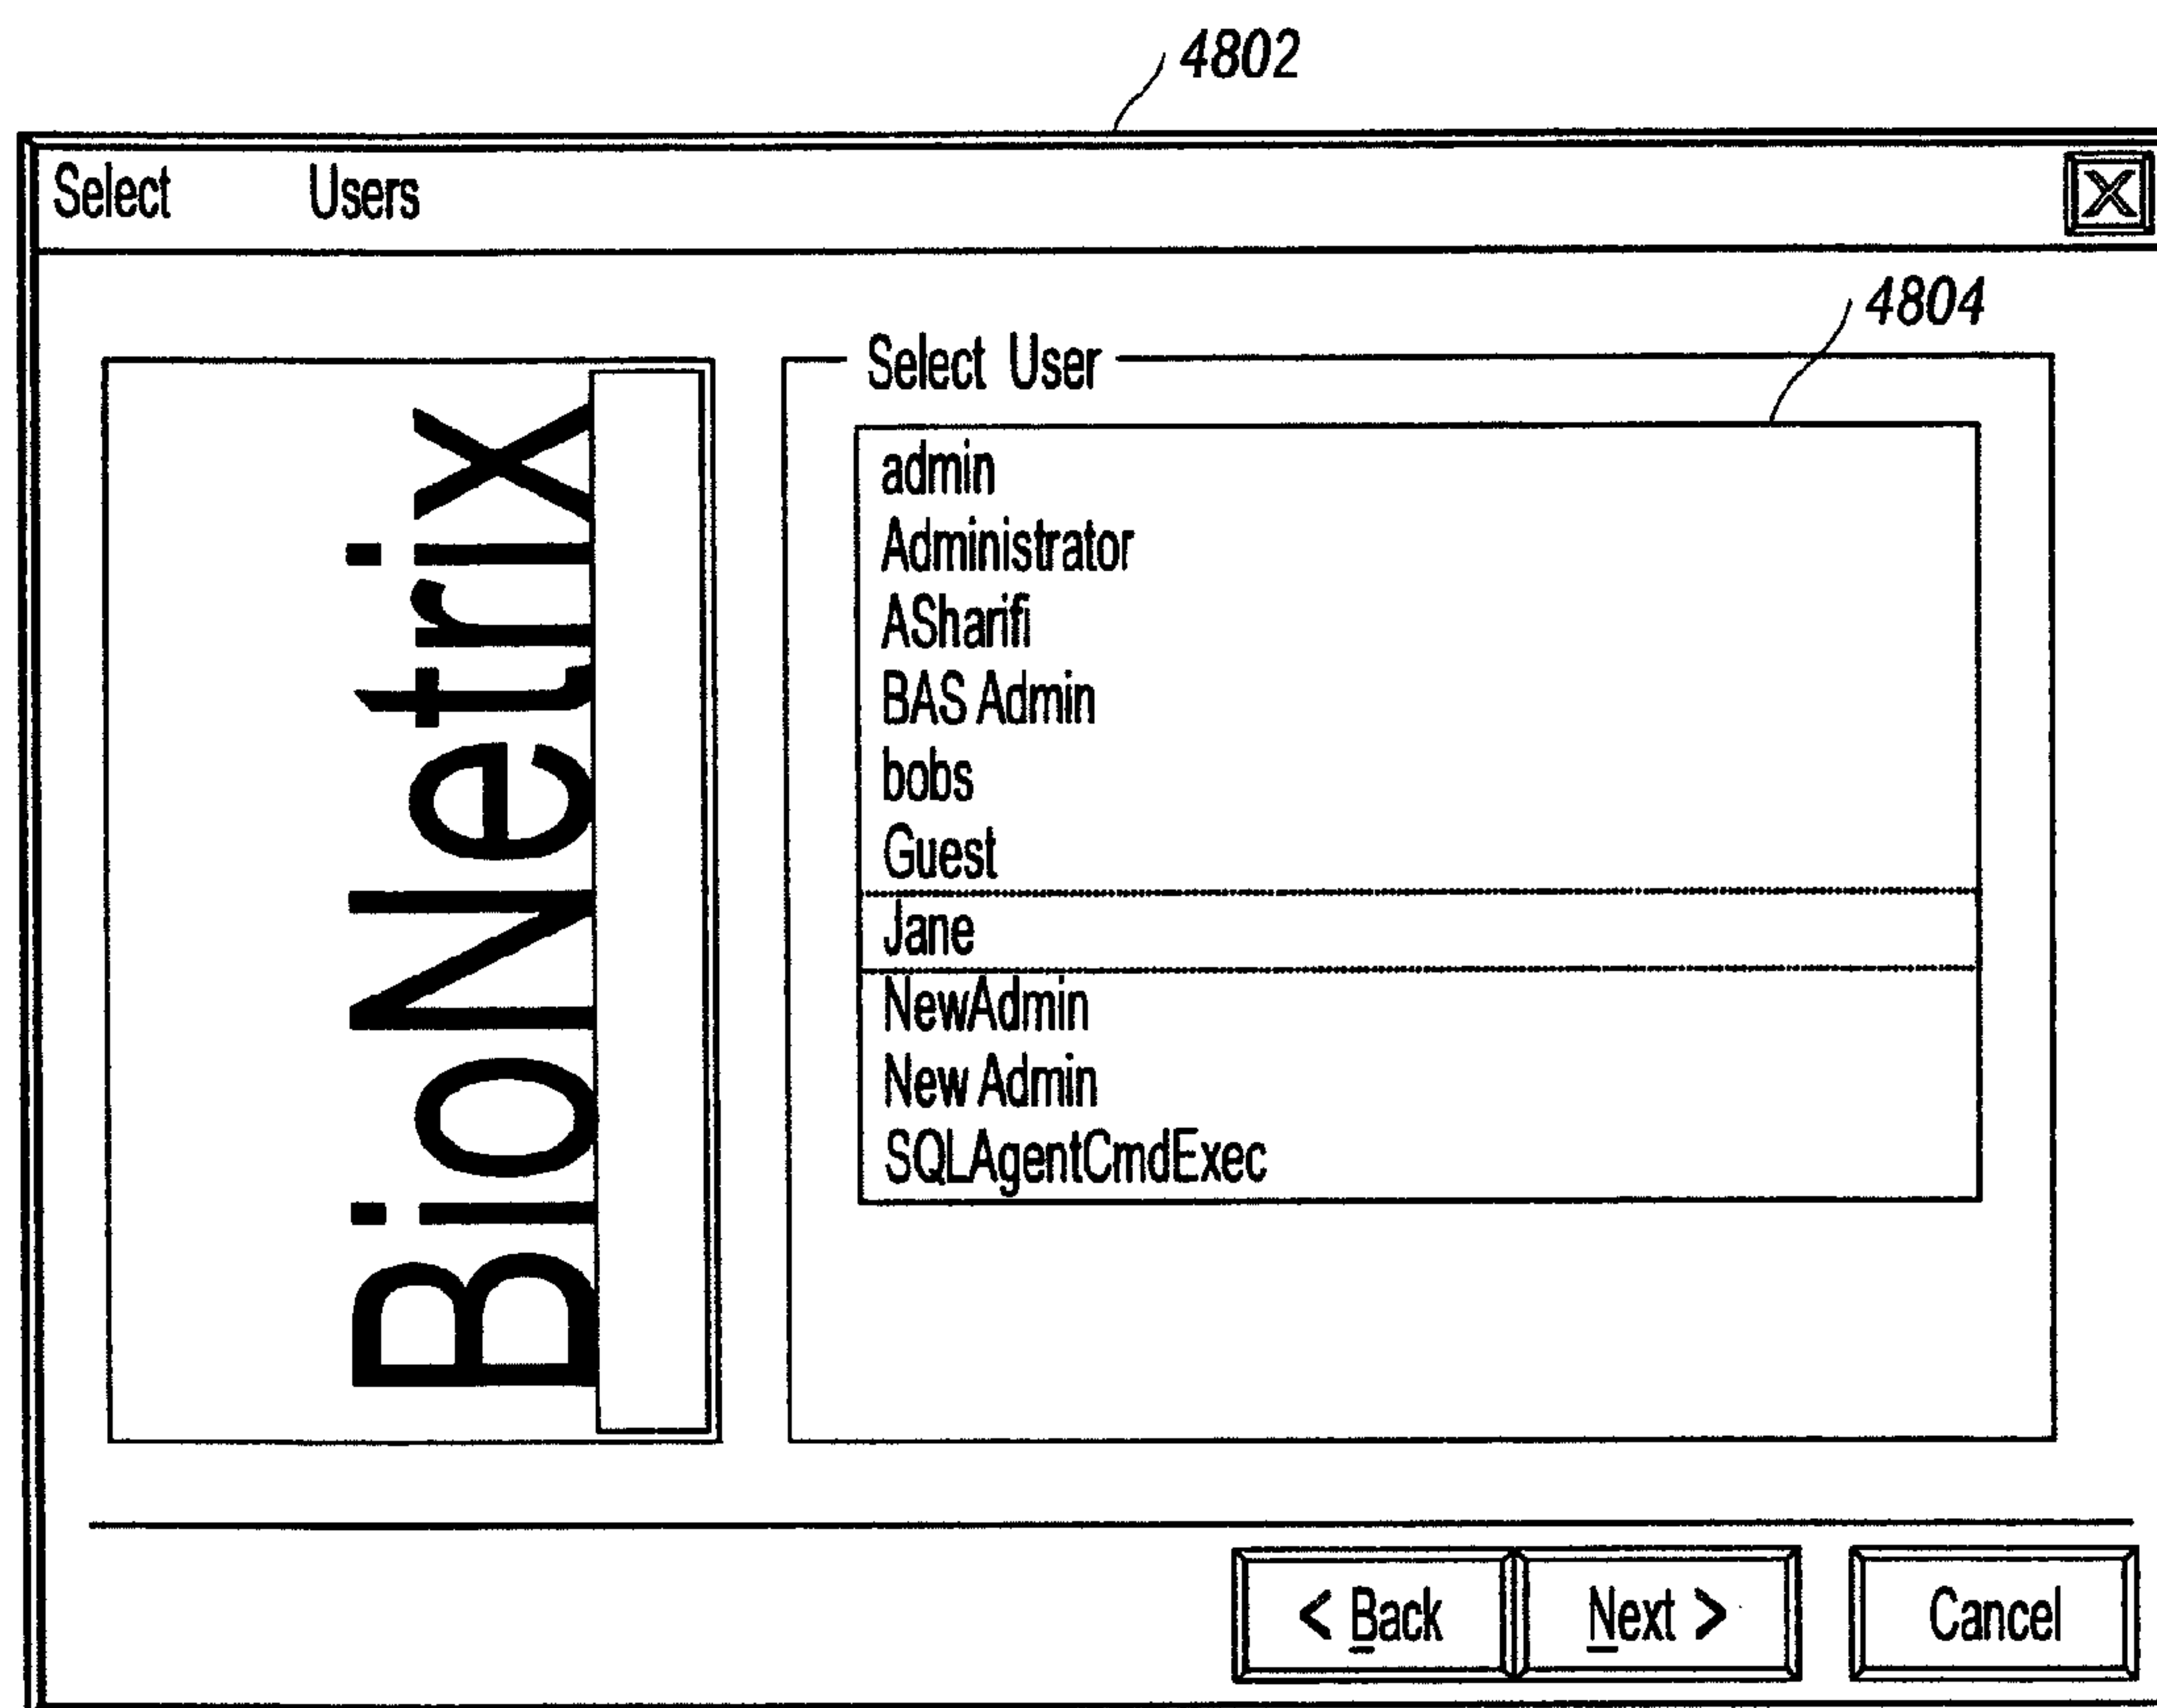 4802
Select Users X
4804
BioNetrix
Select User
admin
Administrator
ASharifi
BAS Admin
bobs
Guest
Jane
NewAdmin
New Admin
SQLAgentCmdExec
< Back Next > Cancel